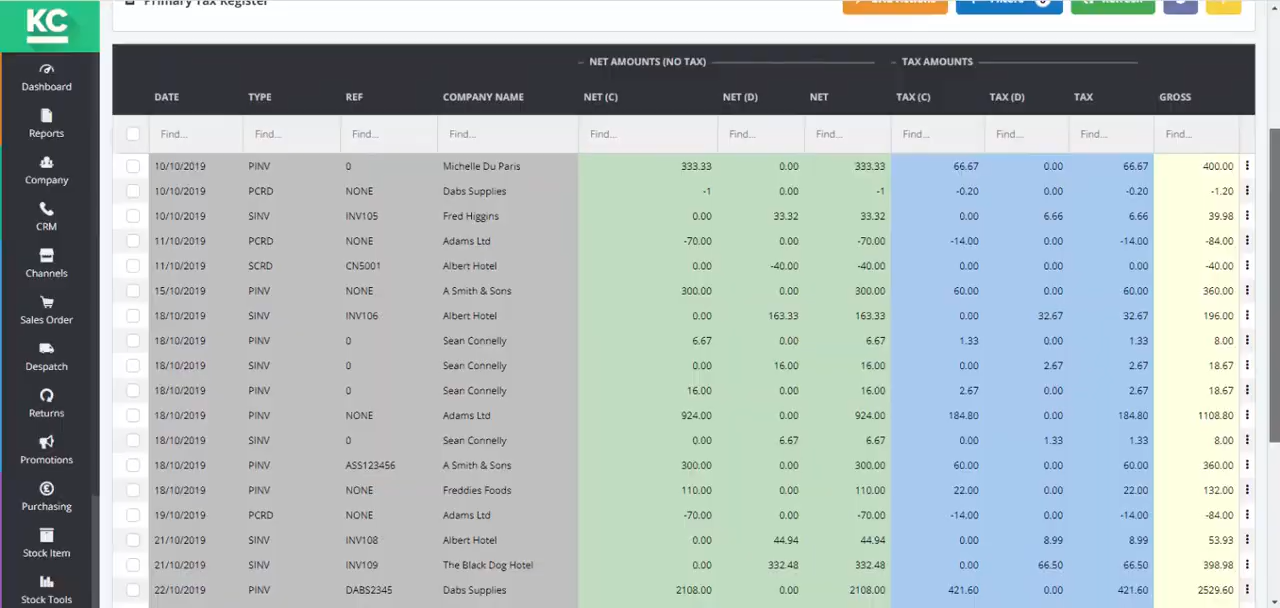 KC
Primary Tax Register
Dashboard
Reports
Company
CRM
Channels
Sales Order
Despatch
Returns
Promotions
Purchasing
Stock Item
Stock Tools
NET AMOUNTS (NO TAX) TAX AMOUNTS
DATE TYPE REF COMPANY NAME NET (C) NET (D) NET TAX (C) TAX (D) TAX GROSS
Find... Find... Find... Find... Find... Find... Find... Find... Find... Find... Find...
10/10/2019 PINV 0 Michelle Du Paris 333.33 0.00 333.33 66.67 0.00 66.67 400.00
10/10/2019 PCRD NONE Dabs Supplies -1 0.00 -1 -0.20 0.00 -0.20 -1.20
10/10/2019 SINV INV105 Fred Higgins 0.00 33.32 33.32 0.00 6.66 6.66 39.98
11/10/2019 PCRD NONE Adams Ltd -70.00 0.00 -70.00 -14.00 0.00 -14.00 -84.00
11/10/2019 SCRD CN5001 Albert Hotel 0.00 -40.00 -40.00 0.00 0.00 0.00 -40.00
15/10/2019 PINV NONE A Smith & Sons 300.00 0.00 300.00 60.00 0.00 60.00 360.00
18/10/2019 SINV INV106 Albert Hotel 0.00 163.33 163.33 0.00 32.67 32.67 196.00
18/10/2019 PINV 0 Sean Connelly 6.67 0.00 6.67 1.33 0.00 1.33 8.00
18/10/2019 SINV 0 Sean Connelly 0.00 16.00 16.00 0.00 2.67 2.67 18.67
18/10/2019 PINV 0 Sean Connelly 16.00 0.00 16.00 2.67 0.00 2.67 18.67
18/10/2019 PINV NONE Adams Ltd 924.00 0.00 924.00 184.80 0.00 184.80 1108.80
18/10/2019 SINV 0 Sean Connelly 0.00 6.67 6.67 0.00 1.33 1.33 8.00
18/10/2019 PINV ASS123456 A Smith & Sons 300.00 0.00 300.00 60.00 0.00 60.00 360.00
18/10/2019 PINV NONE Freddies Foods 110.00 0.00 110.00 22.00 0.00 22.00 132.00
19/10/2019 PCRD NONE Adams Ltd -70.00 0.00 -70.00 -14.00 0.00 -14.00 -84.00
21/10/2019 SINV INV108 Albert Hotel 0.00 44.94 44.94 0.00 8.99 8.99 53.93
21/10/2019 SINV INV109 The Black Dog Hotel 0.00 332.48 332.48 0.00 66.50 66.50 398.98
22/10/2019 PINV DABS2345 Dabs Supplies 2108.00 0.00 2108.00 421.60 0.00 421.60 2529.60